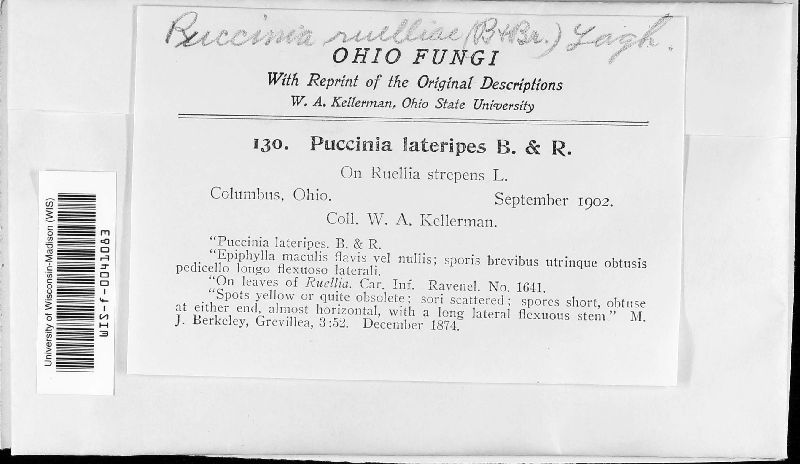 Puccinia ruelliae (B & Br.) Lagh.
OHIO FUNGI
With Reprint of the Original Descriptions
W. A. Kellerman, Ohio State University
130. Puccinia lateripes B. & R.
On Ruellia strepens L.
Columbus, Ohio. September 1902.
Coll. W. A. Kellerman.
"Puccinia lateripes. B. & R.
"Epiphylla maculis flavis vel nullis; sporis brevibus utrinque obtusis
pedicello longo flexuoso laterali.
"On leaves of Ruellia. Car. Inf. Ravenel. No. 1641.
"Spots yellow or quite obsolete; sori scattered; spores short, obtuse
at either end, almost horizontal, with a long lateral flexuous stem" M.
J. Berkeley, Grevillea, 3:52. December 1874.
University of Wisconsin-Madison (WIS)